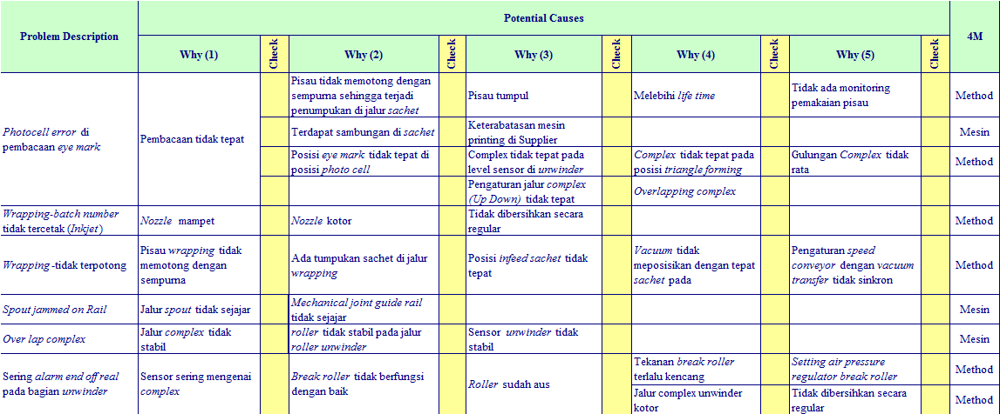 Problem Description
Potential Causes
4M
Why (1)
Check
Why (2)
Check
Why (3)
Check
Why (4)
Check
Why (5)
Check
Photocell error di
pembacaan eye mark
Pembacaan tidak tepat
Pisau tidak memotong dengan
sempurna sehingga terjadi
penumpukan di jalur sachet
Pisau tumpul
Melebihi life time
Tidak ada monitoring
pemakaian pisau
Method
Terdapat sambungan di sachet
Keterabatasan mesin
printing di Supplier
Mesin
Posisi eye mark tidak tepat di
posisi photo cell
Complex tidak tepat pada
level sensor di unwinder
Complex tidak tepat pada
posisi triangle forming
Gulungan Complex tidak
rata
Method
Pengaturan jalur complex
(Up Down) tidak tepat
Overlapping complex
Wrapping-batch number
tidak tercetak (Inkjet)
Nozzle mampet
Nozzle kotor
Tidak dibersihkan secara
regular
Method
Wrapping-tidak terpotong
Pisau wrapping tidak
memotong dengan
sempurna
Ada tumpukan sachet di jalur
wrapping
Posisi infeed sachet tidak
tepat
Vacuum tidak
meposisikan dengan tepat
sachet pada
Pengaturan speed
conveyor dengan vacuum
transfer tidak sinkron
Method
Spout jammed on Rail
Jalur spout tidak sejajar
Mechanical joint guide rail
tidak sejajar
Mesin
Over lap complex
Jalur complex tidak
stabil
roller tidak stabil pada jalur
roller unwinder
Sensor unwinder tidak
stabil
Mesin
Sering alarm end off real
pada bagian unwinder
Sensor sering mengenai
complex
Break roller tidak berfungsi
dengan baik
Roller sudah aus
Tekanan break roller
terlalu kencang
Setting air pressure
regulator break roller
Method
Jalur complex unwinder
kotor
Tidak dibersihkan secara
regular
Method